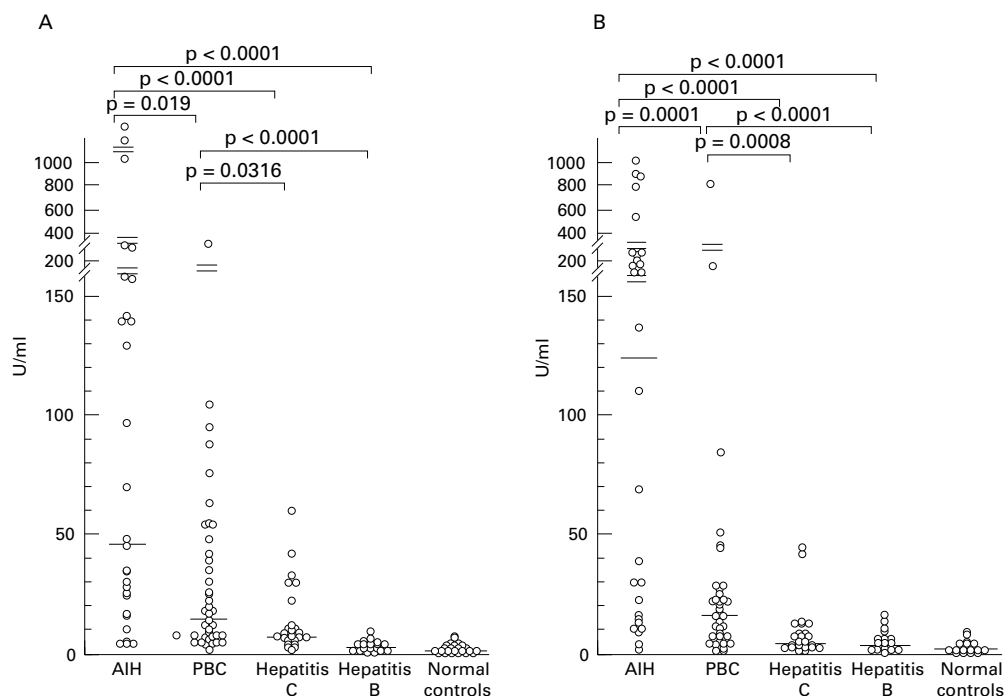 A
p < 0.0001
p < 0.0001
p = 0.019
p < 0.0001
p = 0.0316
1000
800
600
400
200
150
100
50
0
U/ml
AIH
PBC
Hepatitis C
Hepatitis B
Normal controls
B
p < 0.0001
p < 0.0001
p = 0.0001
p < 0.0001
p = 0.0008
1000
800
600
400
200
150
100
50
0
U/ml
AIH
PBC
Hepatitis C
Hepatitis B
Normal controls